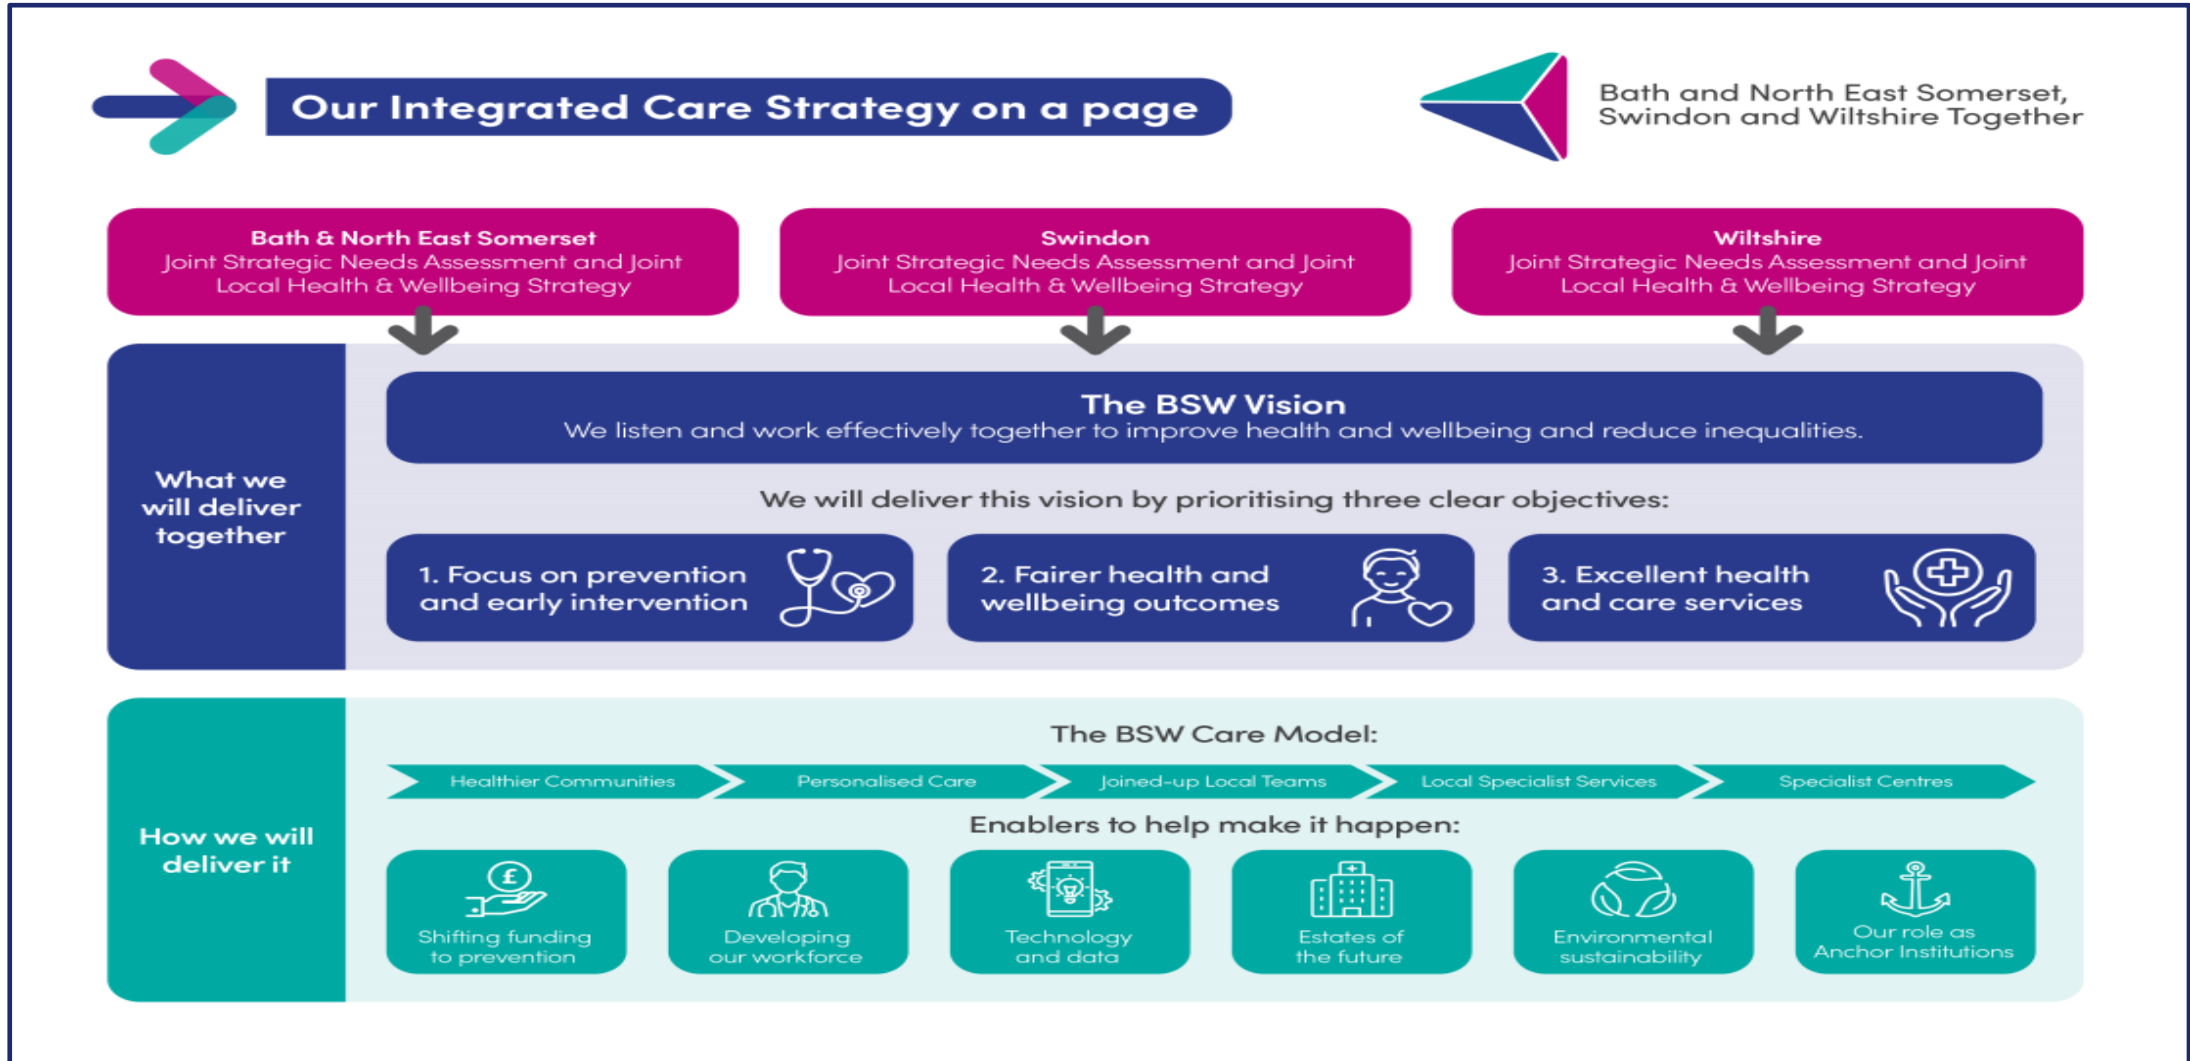 Our Integrated Care Strategy on a page
Bath and North East Somerset,
Swindon and Wiltshire Together
Bath & North East Somerset
Joint Strategic Needs Assessment and Joint
Local Health & Wellbeing Strategy
Swindon
Joint Strategic Needs Assessment and Joint
Local Health & Wellbeing Strategy
Wiltshire
Joint Strategic Needs Assessment and Joint
Local Health & Wellbeing Strategy
What we
will deliver
together
The BSW Vision
We listen and work effectively together to improve health and wellbeing and reduce inequalities.
We will deliver this vision by prioritising three clear objectives:
1. Focus on prevention
and early intervention
2. Fairer health and
wellbeing outcomes
3. Excellent health
and care services
How we will
deliver it
The BSW Care Model:
Healthier Communities
Personalised Care
Joined-up Local Teams
Local Specialist Services
Specialist Centres
Enablers to help make it happen:
£
Shifting funding
to prevention
Developing
our workforce
Technology
and data
Estates of
the future
Environmental
sustainability
Our role as
Anchor Institutions